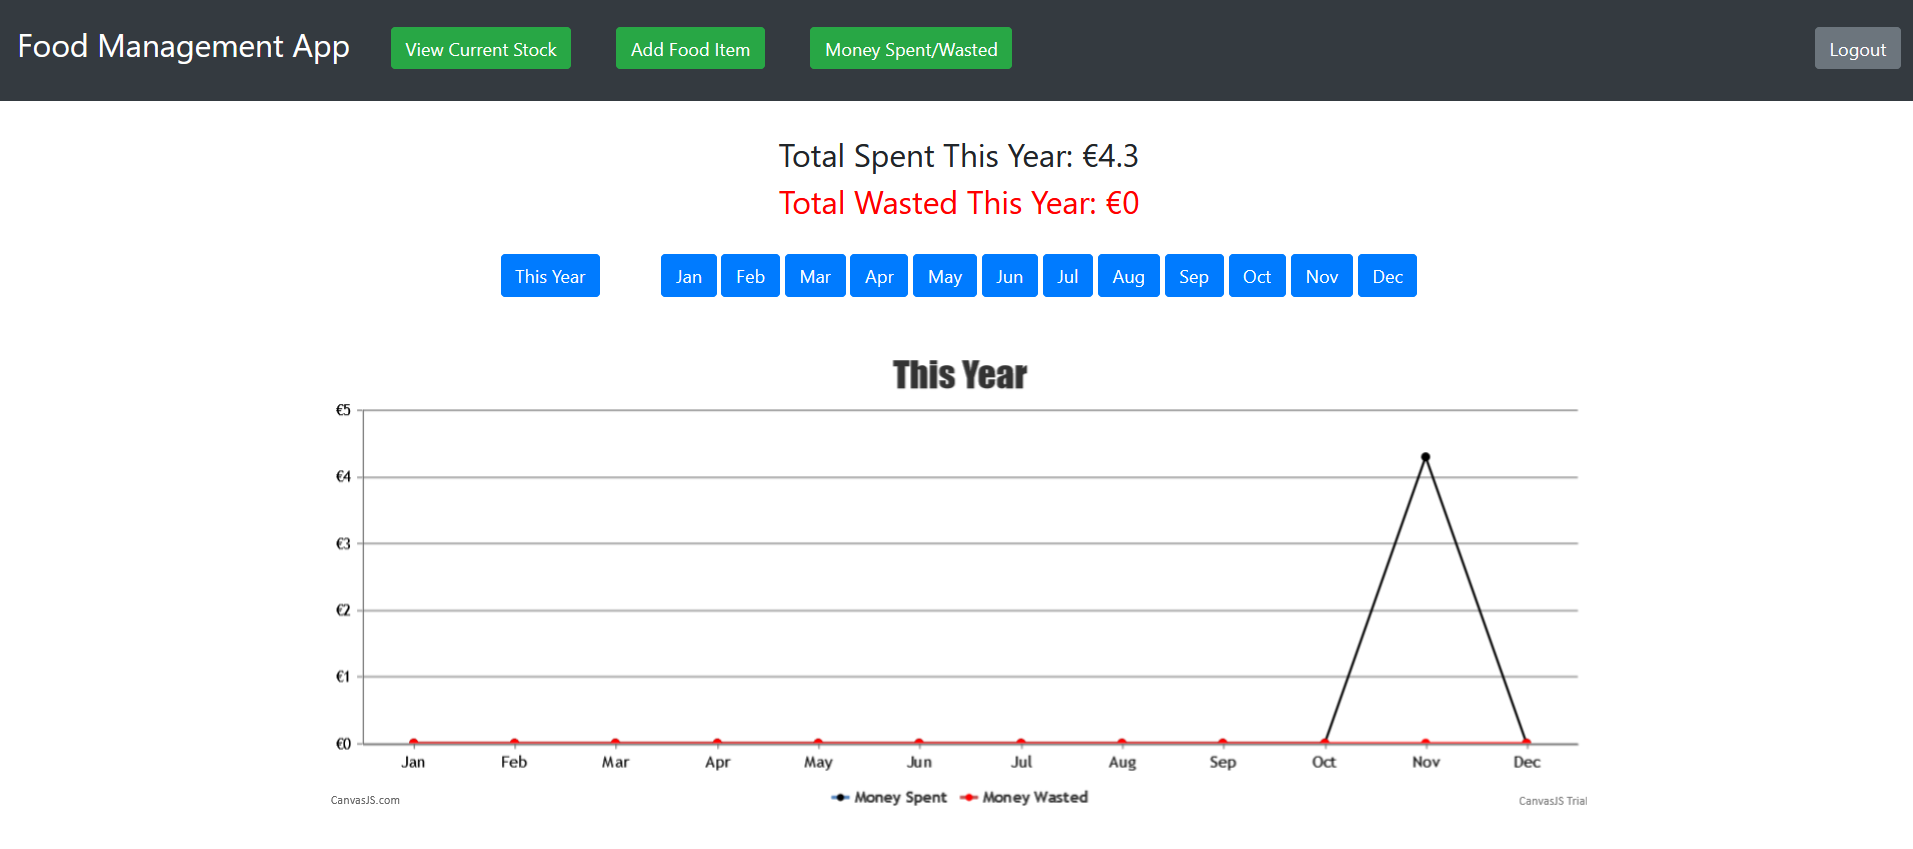 Food Management App View Current Stock Add Food Item Money Spent/Wasted Logout
Total Spent This Year: €4.3
Total Wasted This Year: €0
This Year Jan Feb Mar Apr May Jun Jul Aug Sep Oct Nov Dec
This Year
€5
€4
€3
€2
€1
€0
Jan Feb Mar Apr May Jun Jul Aug Sep Oct Nov Dec
Money Spent Money Wasted
CanvasJS.com CanvasJS Trial